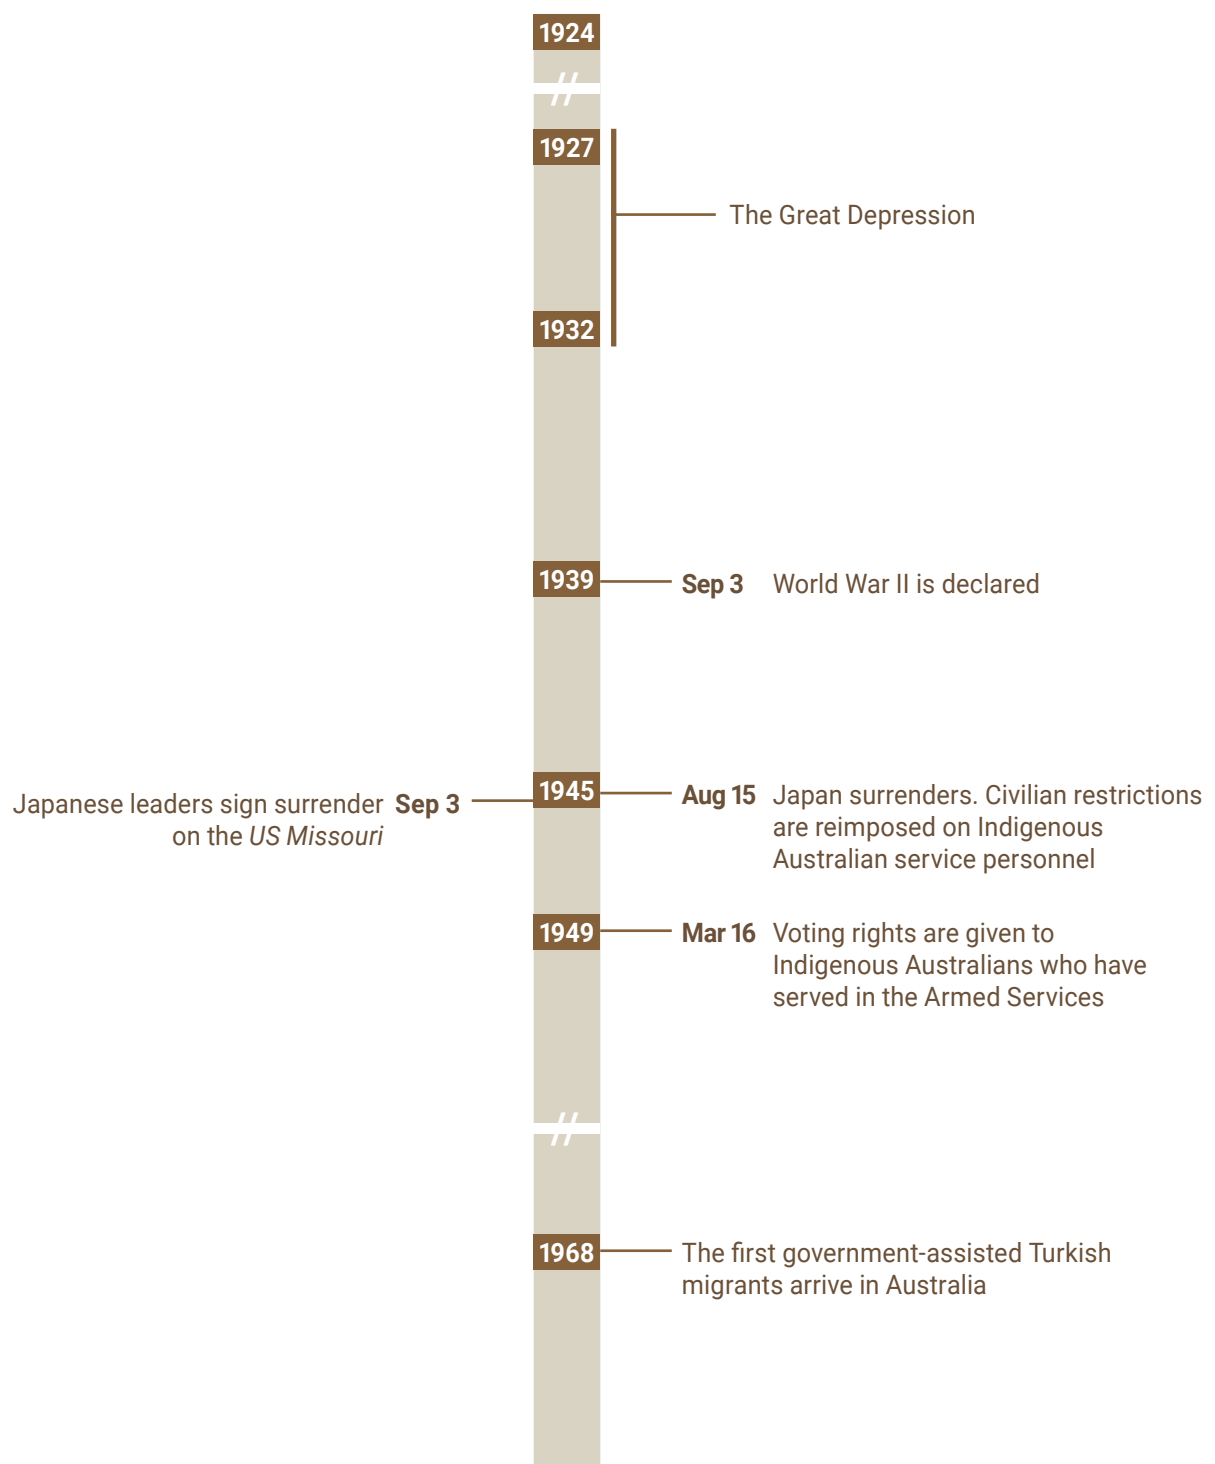 1924
//
1927
The Great Depression
1932
1939
Sep 3 World War II is declared
1945
Japanese leaders sign surrender Sep 3
on the US Missouri
Aug 15 Japan surrenders. Civilian restrictions
are reimposed on Indigenous
Australian service personnel
1949
Mar 16 Voting rights are given to
Indigenous Australians who have
served in the Armed Services
//
1968
The first government-assisted Turkish
migrants arrive in Australia